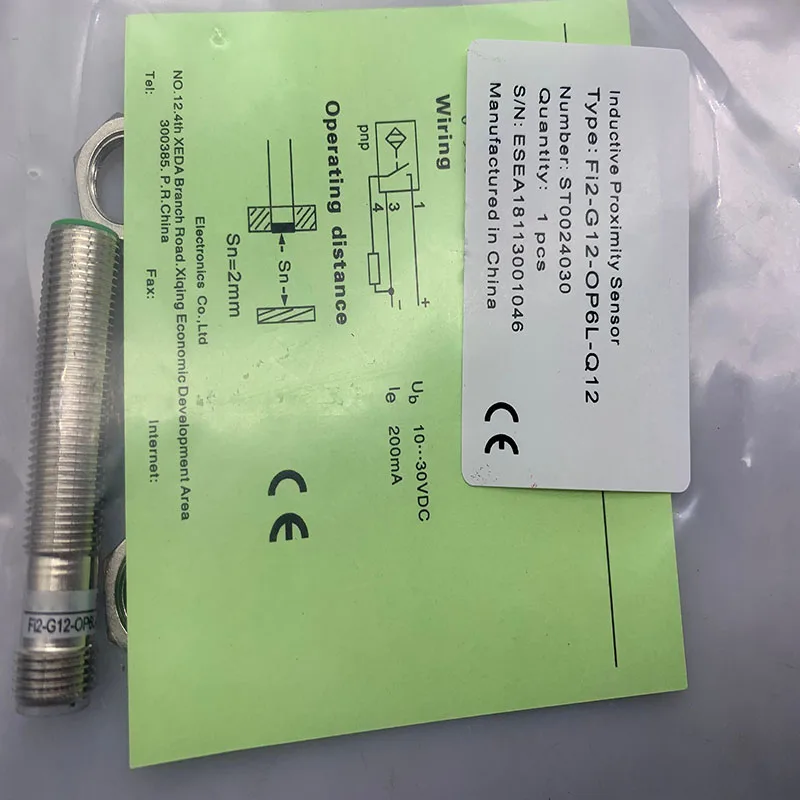 Inductive Proximity Sensor
Type: Fi2-G12-OP6L-Q12
Number: ST0024030
Quantity: 1 pcs
S/N: ESEA18113001046
Manufactured in China
CE
Wiring
pnp
1
3
4
+
−
Ub 10···30VDC
Ie 200mA
Operating distance
Sn
Sn=2mm
CE
Electronics Co.,Ltd
NO.12.4th XEDA Branch Road.Xiqing Economic Development Area
300385. P.R.China
Tel: Fax: Internet:
Fi2-G12-OP6L